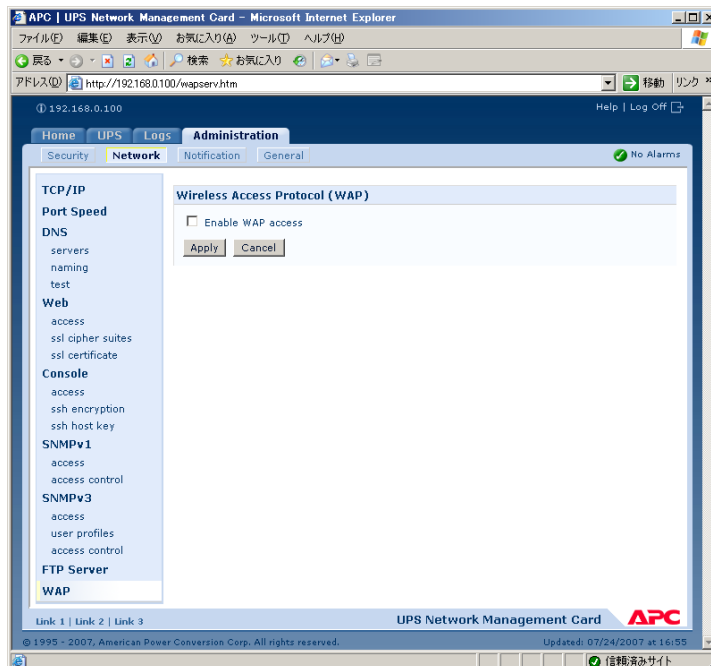 APC | UPS Network Management Card - Microsoft Internet Explorer
ファイル(F) 編集(E) 表示(V) お気に入り(A) ツール(T) ヘルプ(H)
戻る 検索 お気に入り
アドレス(D) http://192.168.0.100/wapserv.htm 移動 リンク »
192.168.0.100 Help | Log Off
Home UPS Logs Administration
Security Network Notification General No Alarms
TCP/IP
Port Speed
DNS
servers
naming
test
Web
access
ssl cipher suites
ssl certificate
Console
access
ssh encryption
ssh host key
SNMPv1
access
access control
SNMPv3
access
user profiles
access control
FTP Server
WAP
Wireless Access Protocol (WAP)
Enable WAP access
Apply Cancel
Link 1 | Link 2 | Link 3 UPS Network Management Card APC
© 1995 - 2007, American Power Conversion Corp. All rights reserved. Updated: 07/24/2007 at 16:55
信頼済みサイト